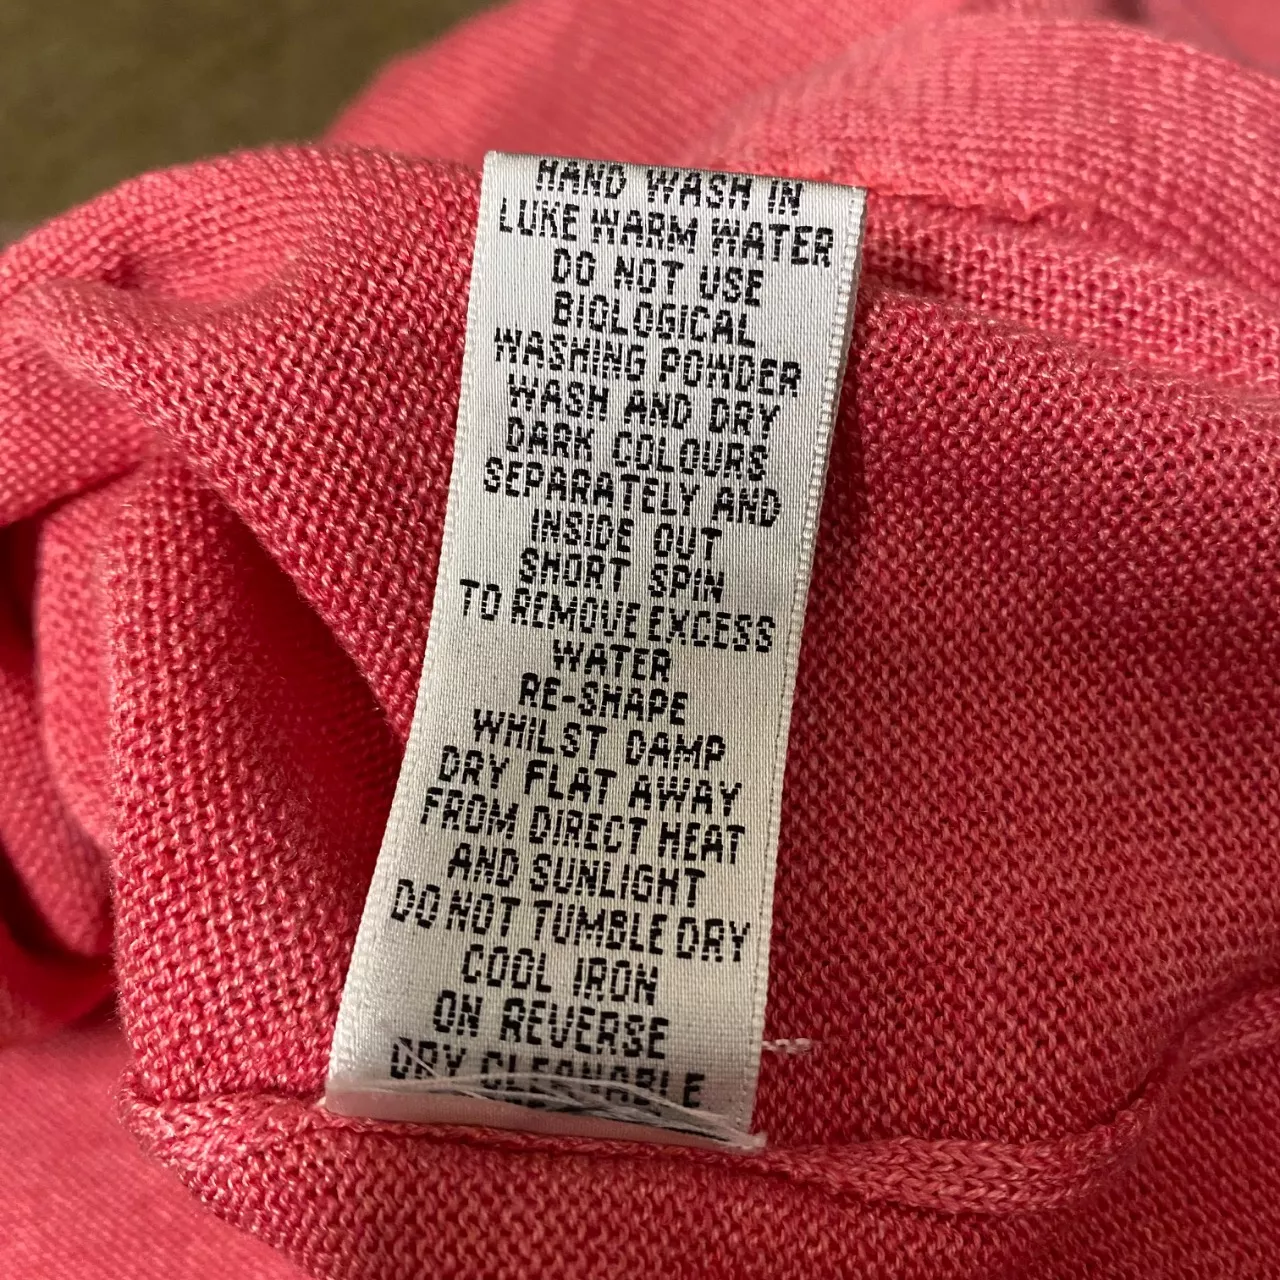 HAND WASH IN
LUKE WARM WATER
DO NOT USE
BIOLOGICAL
WASHING POWDER
WASH AND DRY
DARK COLOURS
SEPARATELY AND
INSIDE OUT
SHORT SPIN
TO REMOVE EXCESS
WATER
RE-SHAPE
WHILST DAMP
DRY FLAT AWAY
FROM DIRECT HEAT
AND SUNLIGHT
DO NOT TUMBLE DRY
COOL IRON
ON REVERSE
DRY CLEANABLE